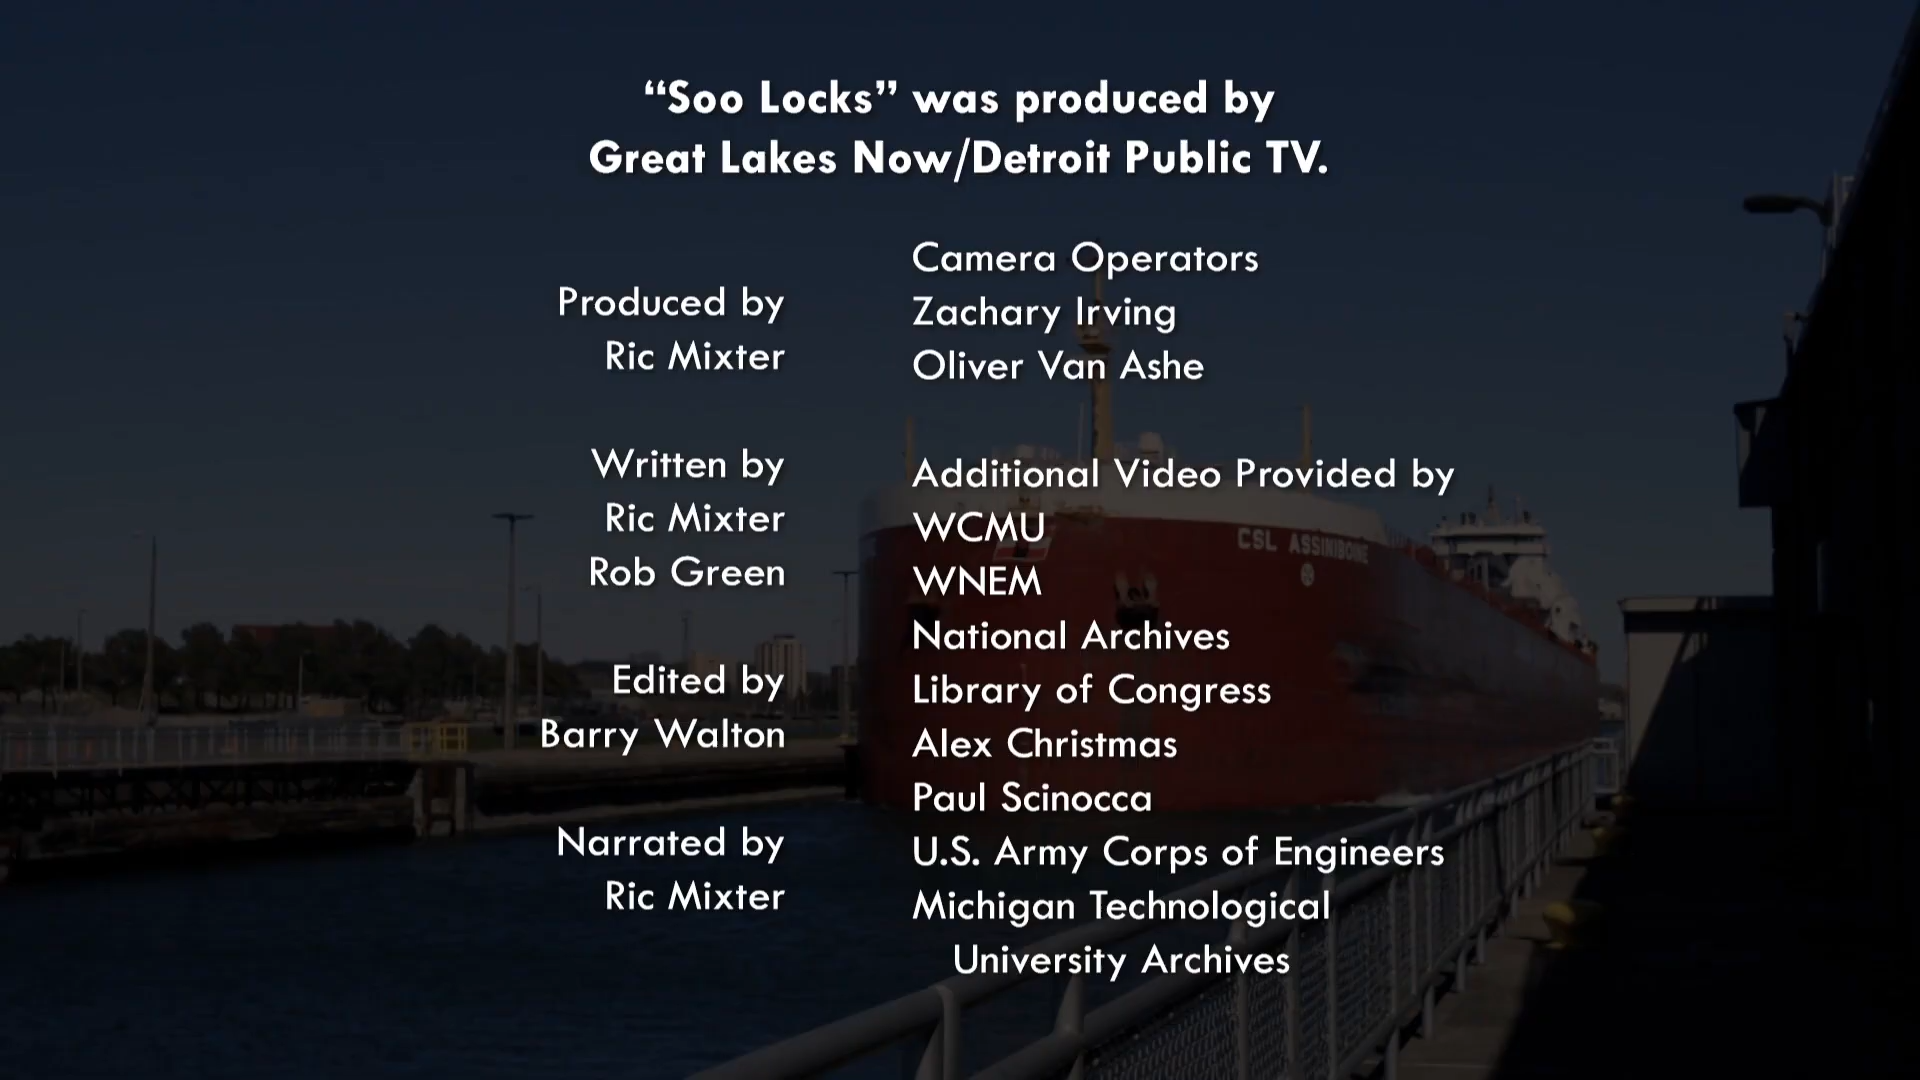 “Soo Locks” was produced by
Great Lakes Now/Detroit Public TV.
Produced by
Ric Mixter
Written by
Ric Mixter
Rob Green
Edited by
Barry Walton
Narrated by
Ric Mixter
Camera Operators
Zachary Irving
Oliver Van Ashe
Additional Video Provided by
WCMU
WNEM
National Archives
Library of Congress
Alex Christmas
Paul Scinocca
U.S. Army Corps of Engineers
Michigan Technological
University Archives
CSL ASSINIBOINE